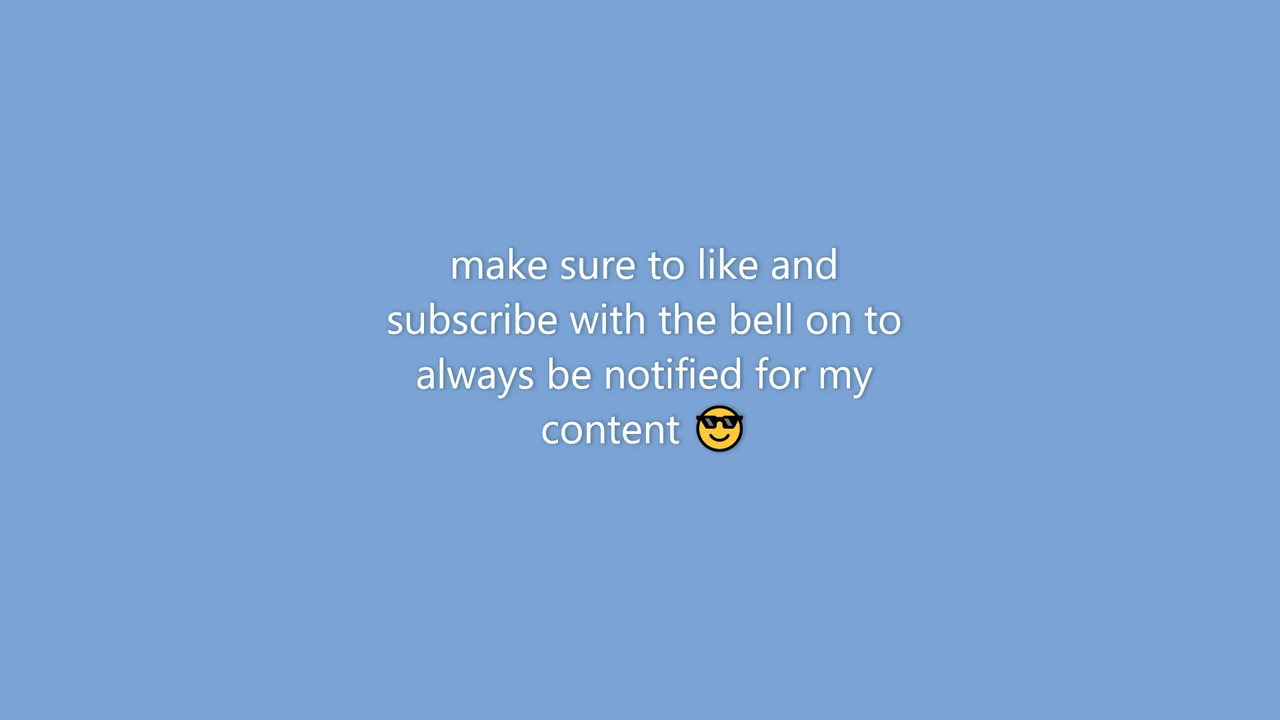 make sure to like and
subscribe with the bell on to
always be notified for my
content 😎